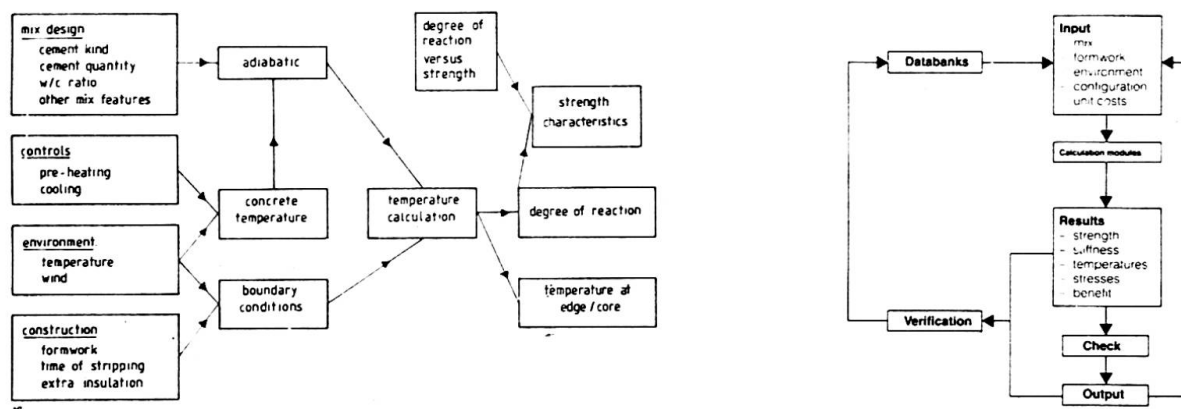 mix design
cement kind
cement quantity
w/c ratio
other mix features
controls
pre-heating
cooling
environment.
temperature
wind
construction
formwork
time of stripping
extra insulation
adiabatic
concrete
temperature
boundary
conditions
temperature
calculation
degree of
reaction
versus
strength
strength
characteristics
degree of reaction
temperature at
edge/core
Databanks
Verification
Input
- mix
- formwork
- environment
- configuration
- unit costs
Calculation modules
Results
- strength
- stiffness
- temperatures
- stresses
- benefit
Check
Output